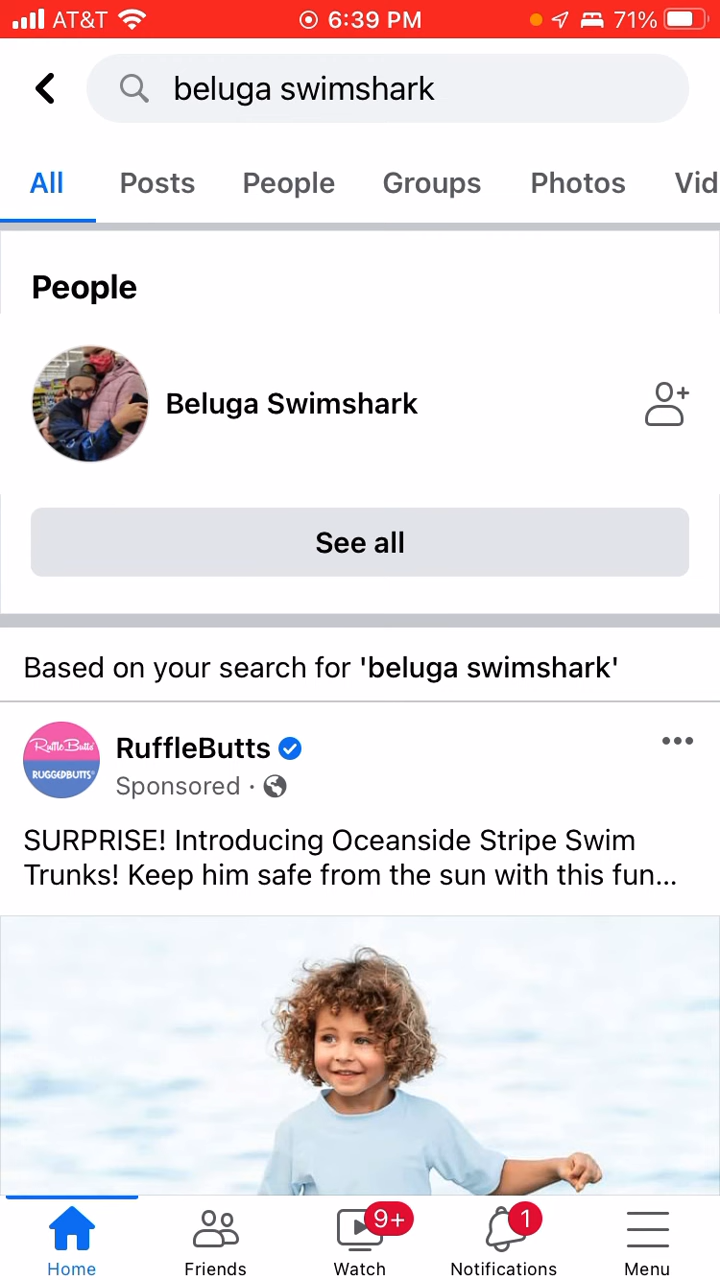 AT&T 6:39 PM 71%
beluga swimshark
All Posts People Groups Photos Vid
People
Beluga Swimshark
See all
Based on your search for 'beluga swimshark'
RuffleButts
RuffleButts
RUGGEDBUTTS
Sponsored ·
SURPRISE! Introducing Oceanside Stripe Swim
Trunks! Keep him safe from the sun with this fun...
9+ 1
Home Friends Watch Notifications Menu